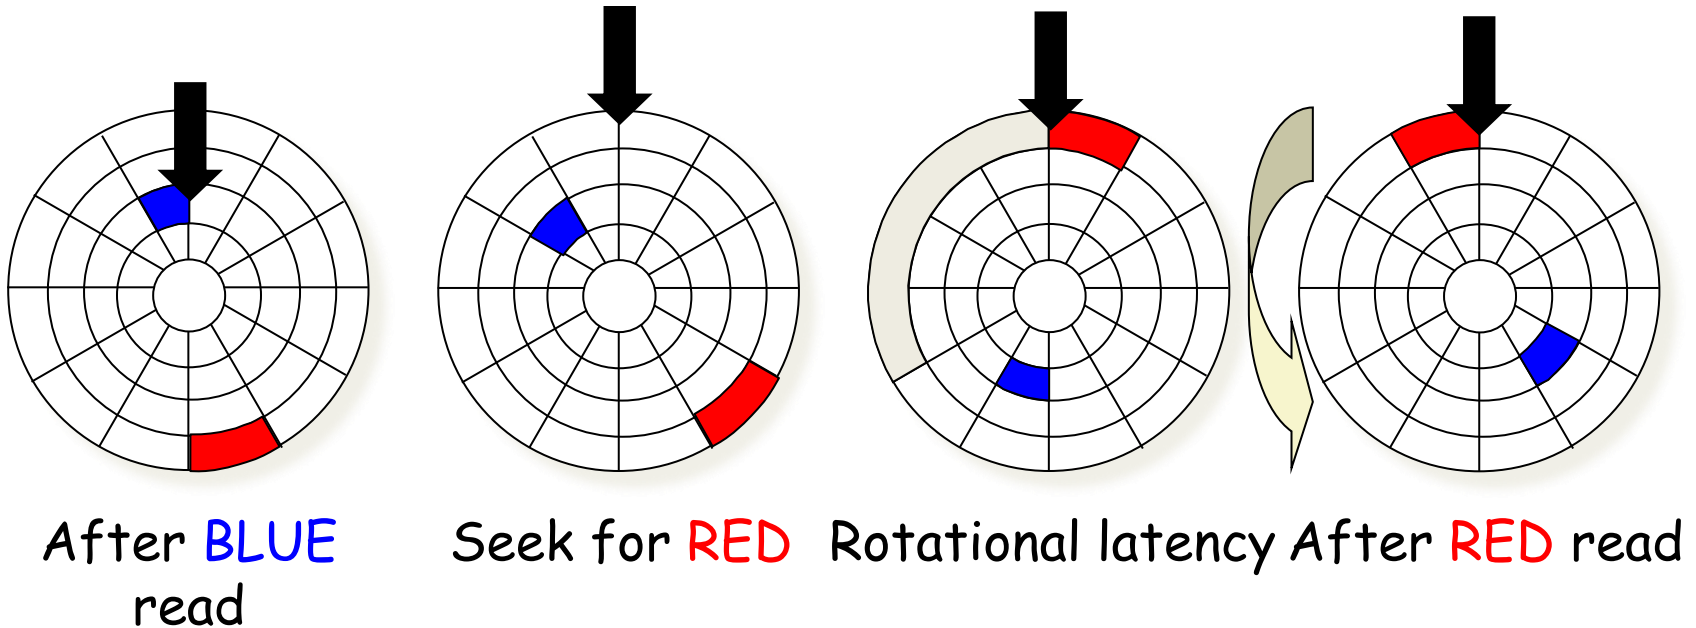 After BLUE
read
Seek for RED
Rotational latency
After RED read